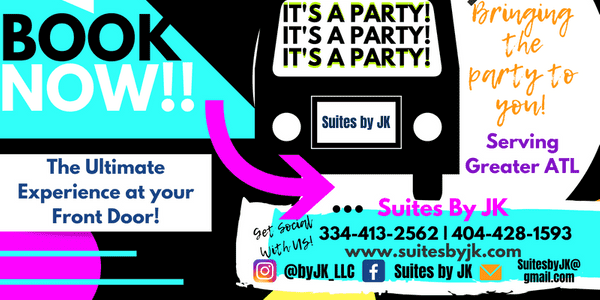 BOOK
NOW!!
The Ultimate
Experience at your
Front Door!
IT'S A PARTY!
IT'S A PARTY!
IT'S A PARTY!
Suites by JK
Bringing
the
party to
you!
Serving
Greater ATL
Suites By JK
Get Social
With Us!
334-413-2562 | 404-428-1593
www.suitesbyjk.com
@byJK_LLC
Suites by JK
SuitesbyJK@
gmail.com